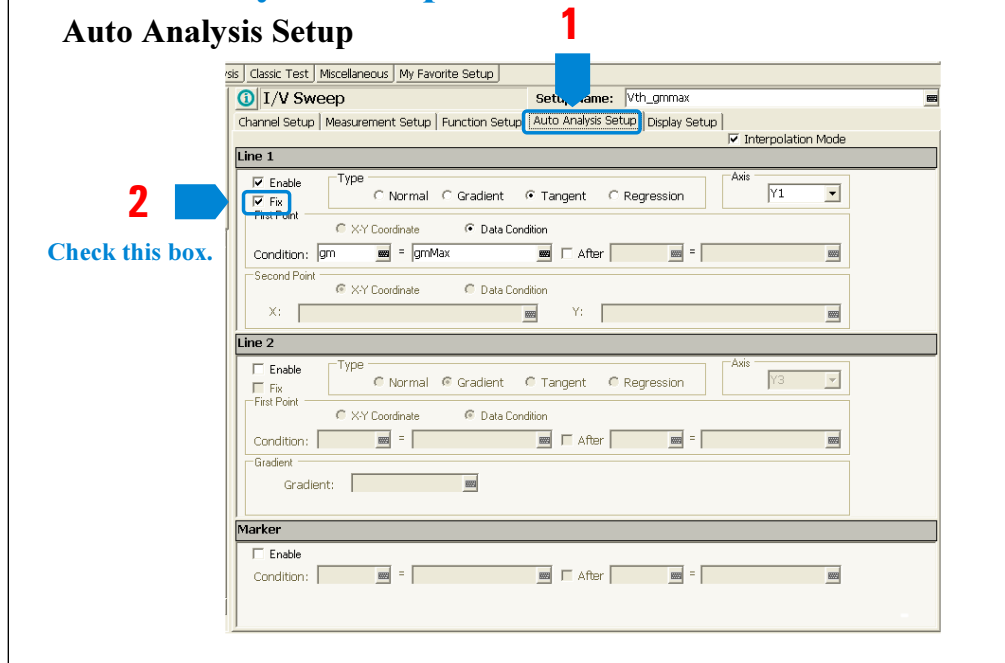 Auto Analysis Setup
1
Classic Test Miscellaneous My Favorite Setup
I/V Sweep
Vth_gmmax
Channel Setup Measurement Setup Function Setup Auto Analysis Setup Display Setup
Interpolation Mode
Line 1
2
Enable
Type
Normal Gradient Tangent Regression
Axis
Y1
Fix
First Point
X-Y Coordinate Data Condition
Check this box.
Condition: gm = gmMax After =
Second Point
X-Y Coordinate Data Condition
X: Y:
Line 2
Enable
Type
Normal Gradient Tangent Regression
Axis
Y3
Fix
First Point
X-Y Coordinate Data Condition
Condition: = After =
Gradient
Gradient:
Marker
Enable
Condition: = After =